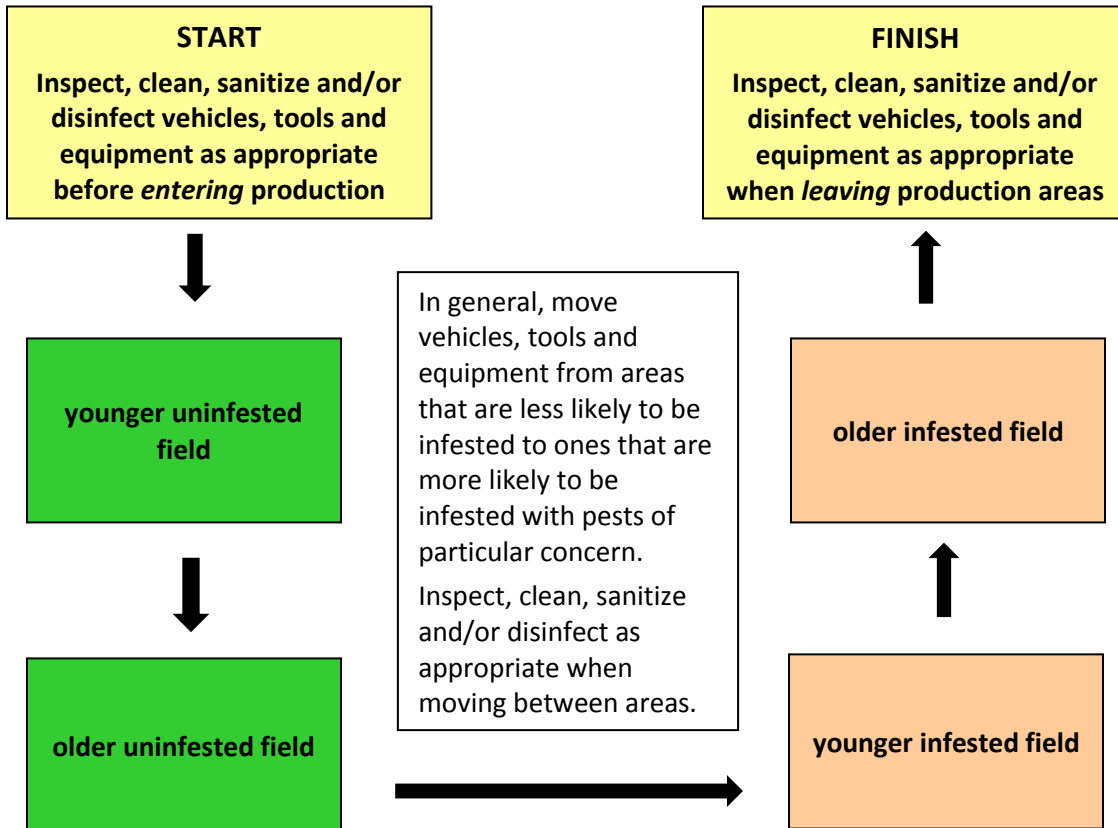 START
Inspect, clean, sanitize and/or
disinfect vehicles, tools and
equipment as appropriate
before entering production
younger uninfested
field
older uninfested field
In general, move
vehicles, tools and
equipment from areas
that are less likely to be
infested to ones that are
more likely to be
infested with pests of
particular concern.
Inspect, clean, sanitize
and/or disinfect as
appropriate when
moving between areas.
younger infested field
older infested field
FINISH
Inspect, clean, sanitize and/or
disinfect vehicles, tools and
equipment as appropriate
when leaving production areas